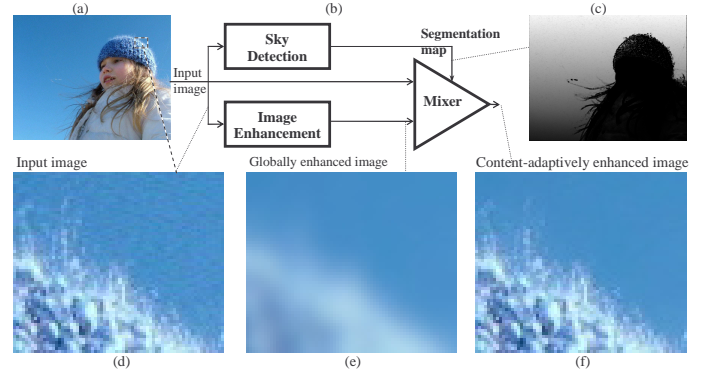 (a)
(b)
(c)
Sky
Detection
Segmentation
map
Input
image
Mixer
Image
Enhancement
Input image
Globally enhanced image
Content-adaptively enhanced image
(d)
(e)
(f)